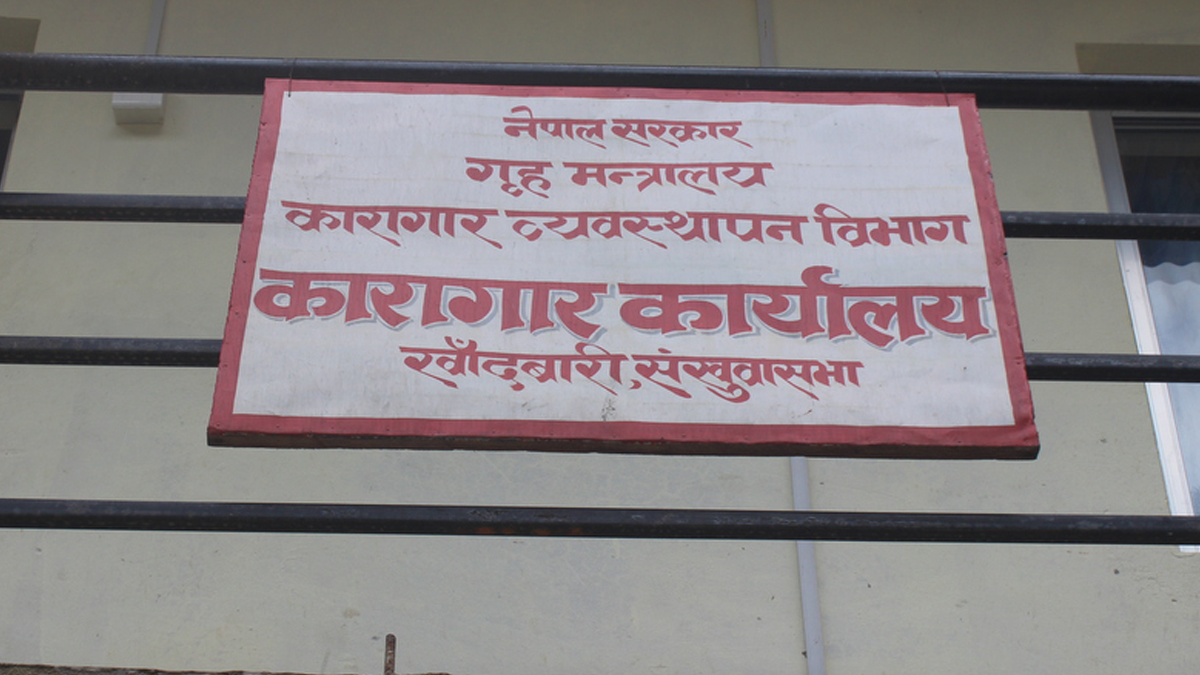 नेपाल सरकार
गृह मन्त्रालय
कारागार व्यवस्थापन विभाग
कारागार कार्यालय
खाँदबारी, संखुवासभा